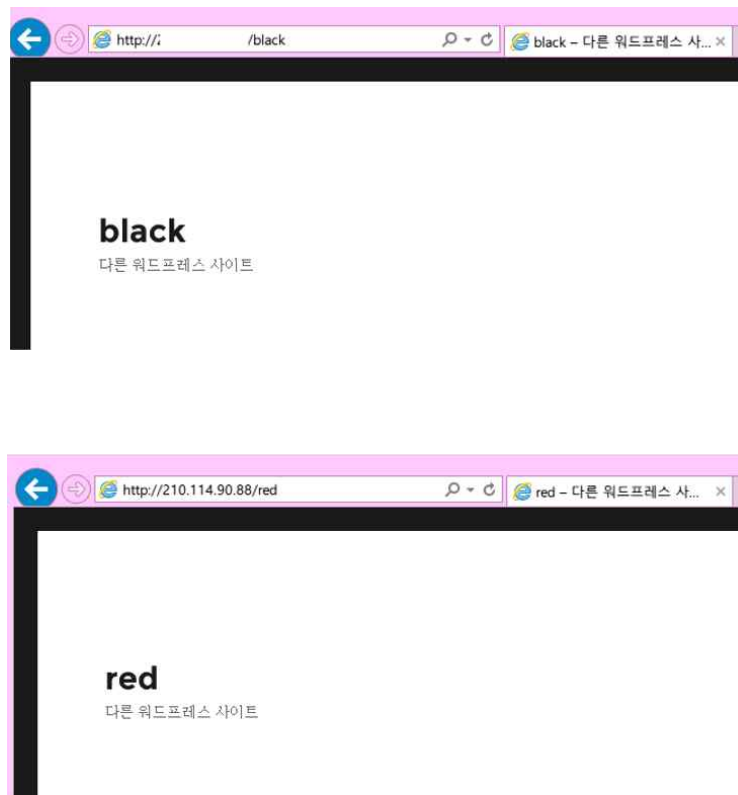 http://
/black
black – 다른 워드프레스 사...
black
다른 워드프레스 사이트
http://210.114.90.88/red
red – 다른 워드프레스 사...
red
다른 워드프레스 사이트